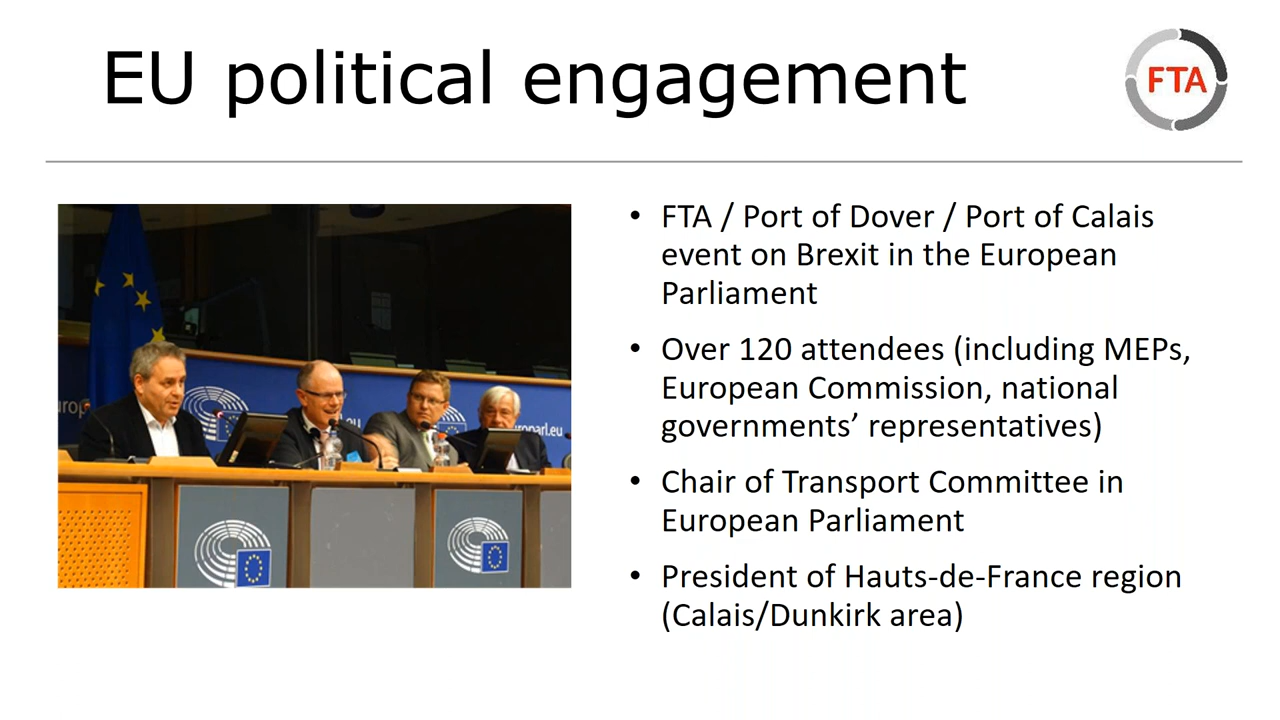 EU political engagement
FTA
• FTA / Port of Dover / Port of Calais
event on Brexit in the European
Parliament
• Over 120 attendees (including MEPs,
European Commission, national
governments’ representatives)
• Chair of Transport Committee in
European Parliament
• President of Hauts-de-France region
(Calais/Dunkirk area)